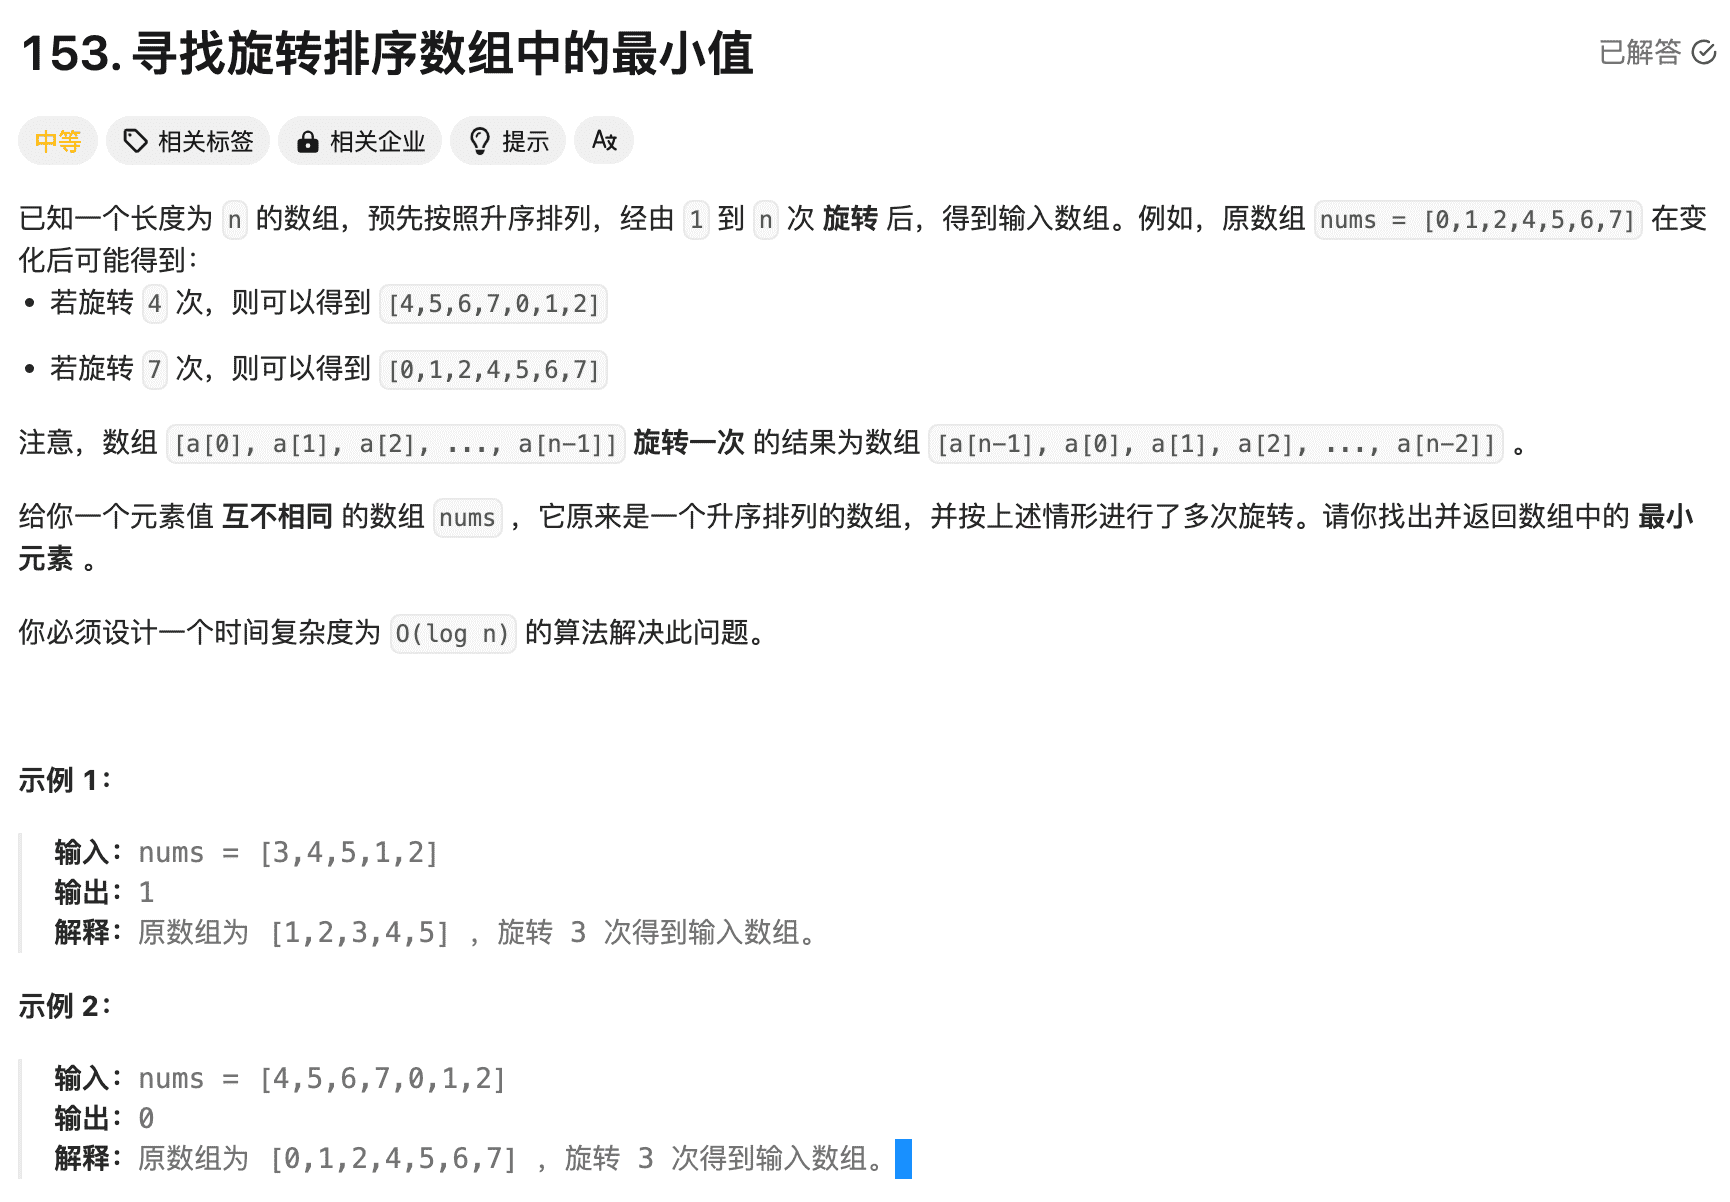 153. 寻找旋转排序数组中的最小值
已解答
中等 相关标签 相关企业 提示
已知一个长度为 n 的数组，预先按照升序排列，经由 1 到 n 次 旋转 后，得到输入数组。例如，原数组 nums = [0,1,2,4,5,6,7] 在变
化后可能得到：
• 若旋转 4 次，则可以得到 [4,5,6,7,0,1,2]
• 若旋转 7 次，则可以得到 [0,1,2,4,5,6,7]
注意，数组 [a[0], a[1], a[2], ..., a[n-1]] 旋转一次 的结果为数组 [a[n-1], a[0], a[1], a[2], ..., a[n-2]] 。
给你一个元素值 互不相同 的数组 nums ，它原来是一个升序排列的数组，并按上述情形进行了多次旋转。请你找出并返回数组中的 最小
元素 。
你必须设计一个时间复杂度为 O(log n) 的算法解决此问题。
示例 1：
输入：nums = [3,4,5,1,2]
输出：1
解释：原数组为 [1,2,3,4,5] ，旋转 3 次得到输入数组。
示例 2：
输入：nums = [4,5,6,7,0,1,2]
输出：0
解释：原数组为 [0,1,2,4,5,6,7] ，旋转 3 次得到输入数组。